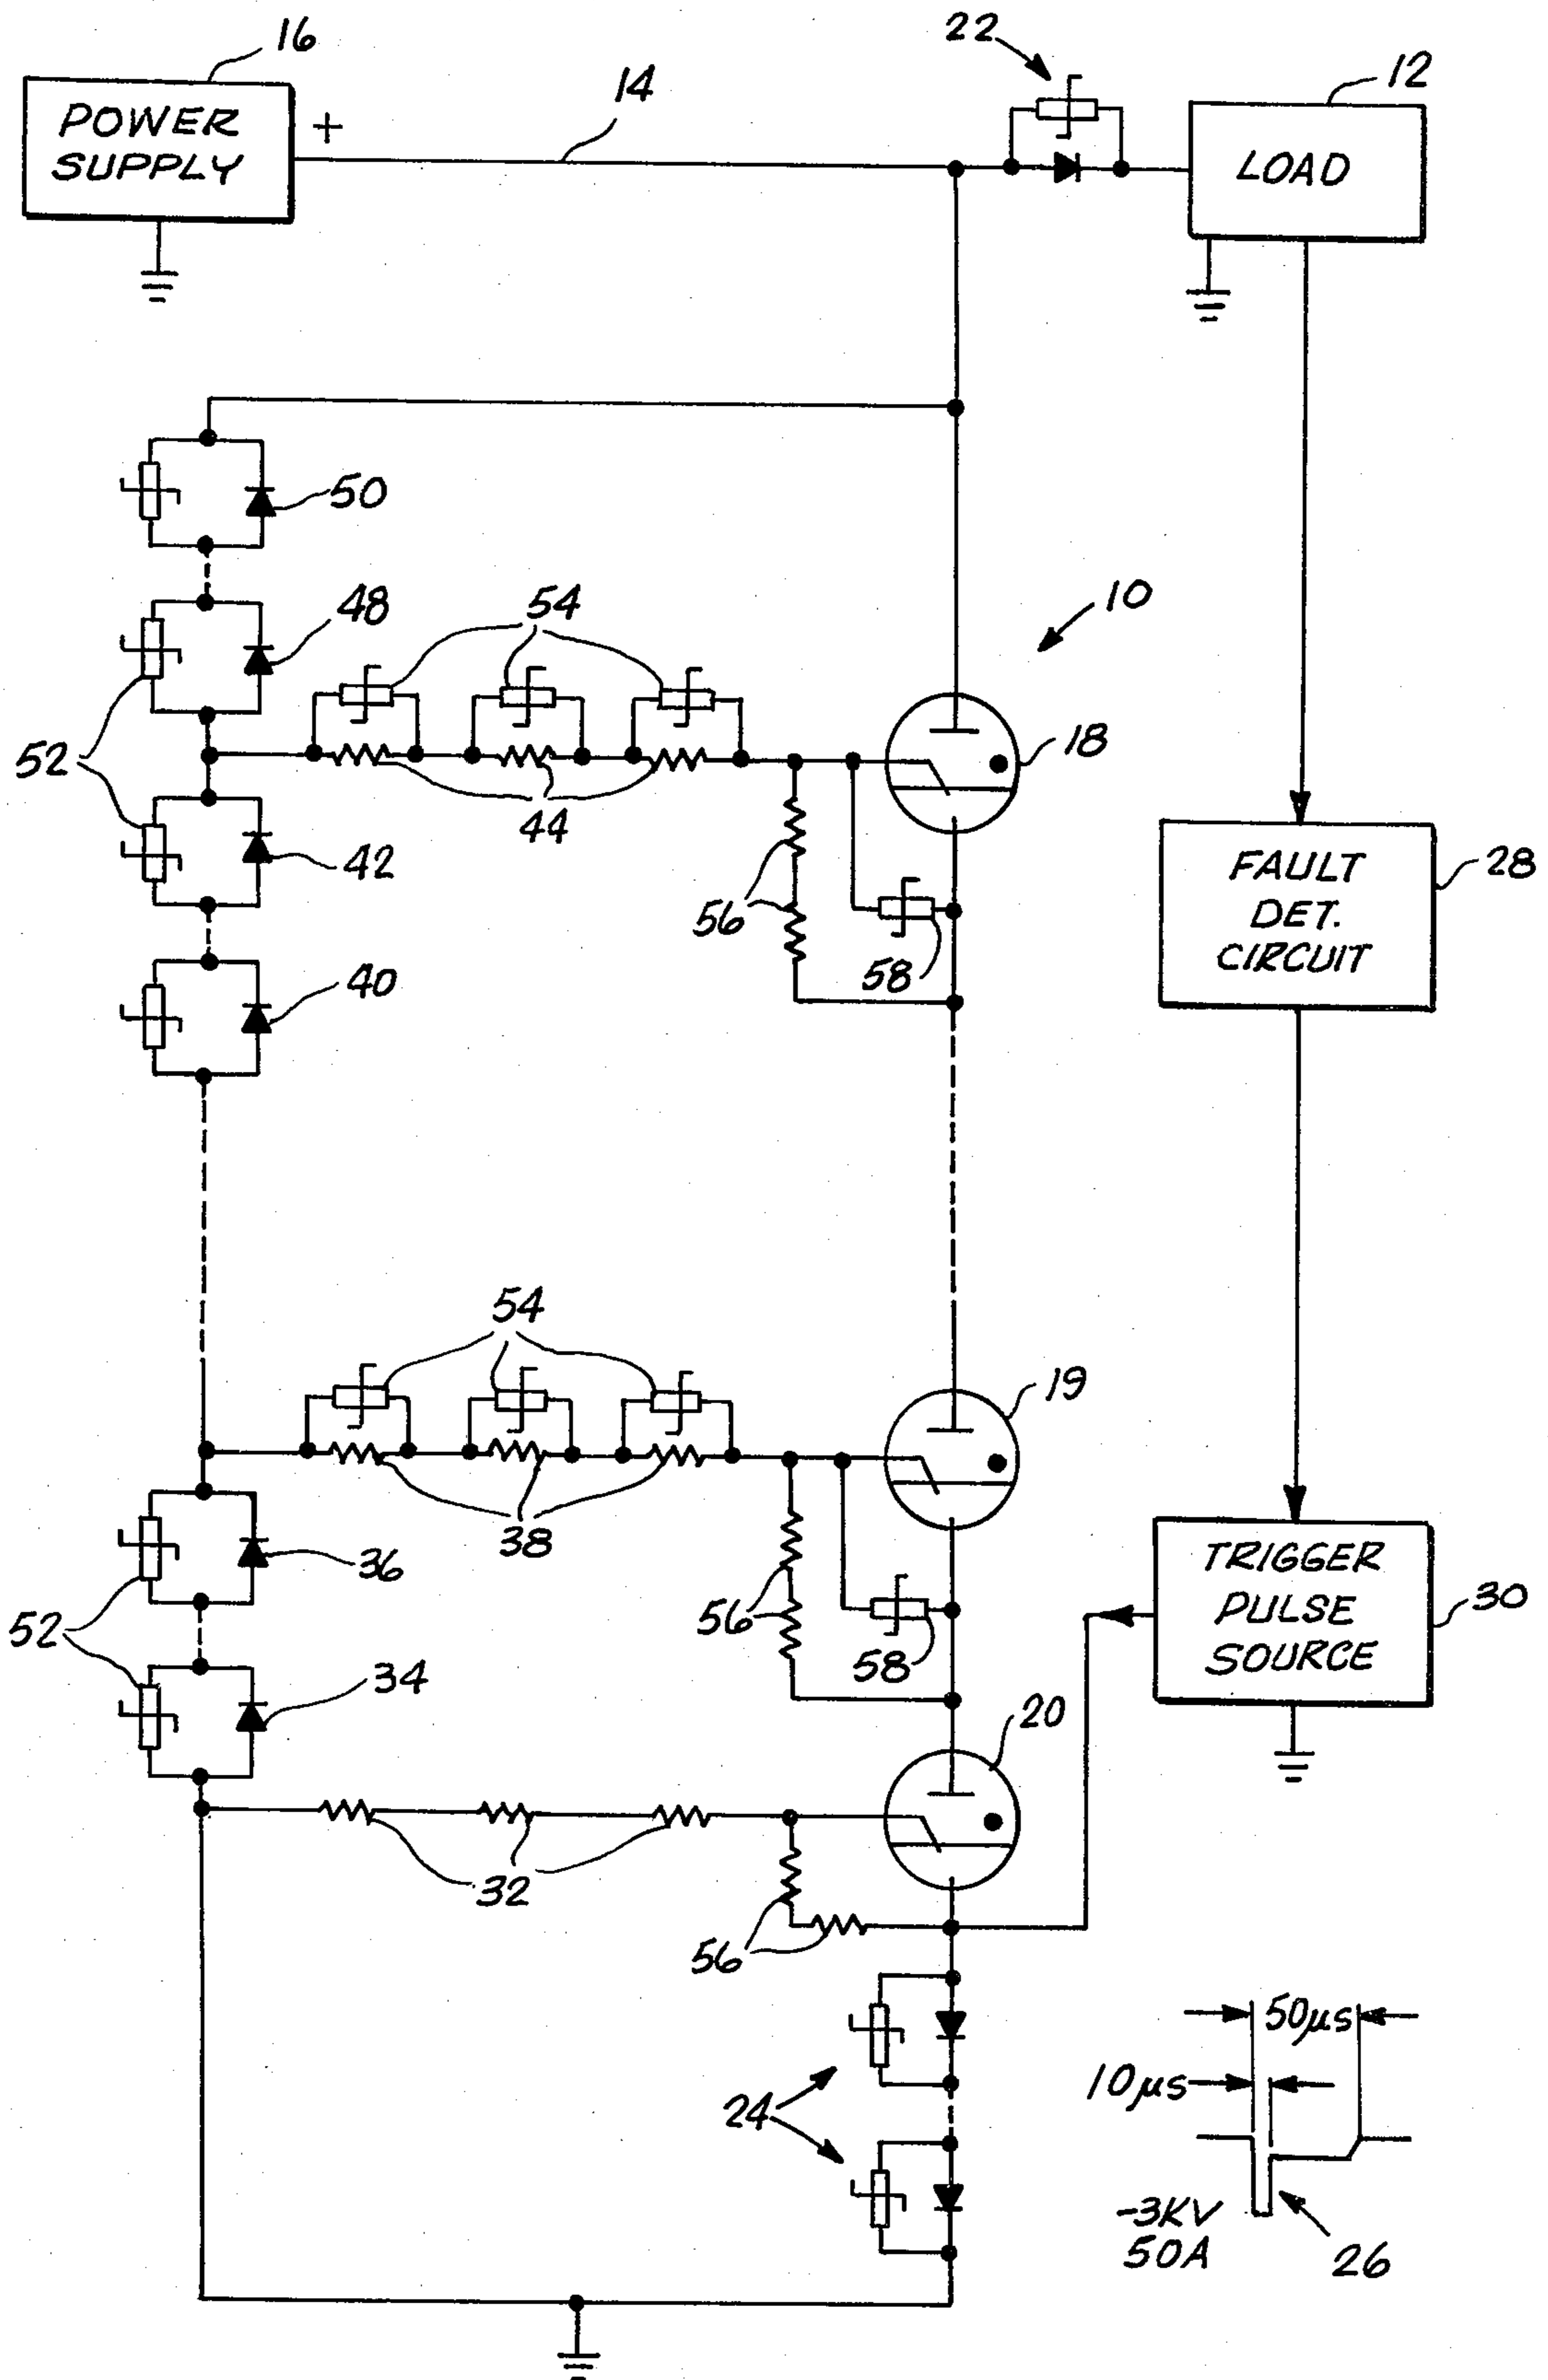 16
22
14
12
POWER
SUPPLY
+
LOAD
50
48
54
10
52
18
44
42
28
FAULT
DET.
CIRCUIT
56
58
40
54
19
38
36
TRIGGER
PULSE
SOURCE
30
52
56
58
34
20
32
56
50μs
10μs
24
-3KV
50A
26